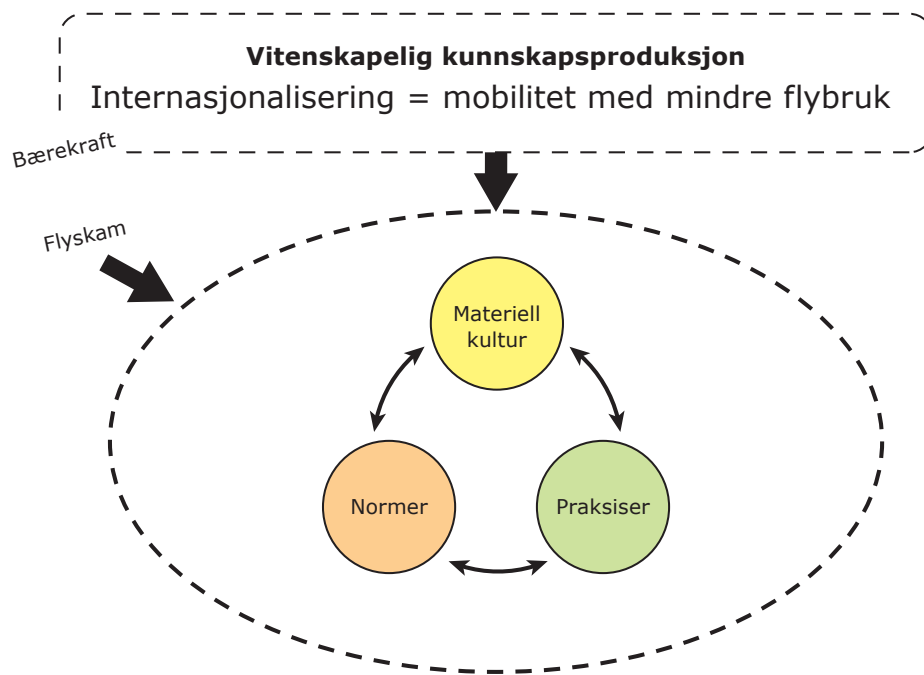 Vitenskapelig kunnskapsproduksjon
Internasjonalisering = mobilitet med mindre flybruk
Bærekraft
Flyskam
Materiell
kultur
Normer
Praksiser